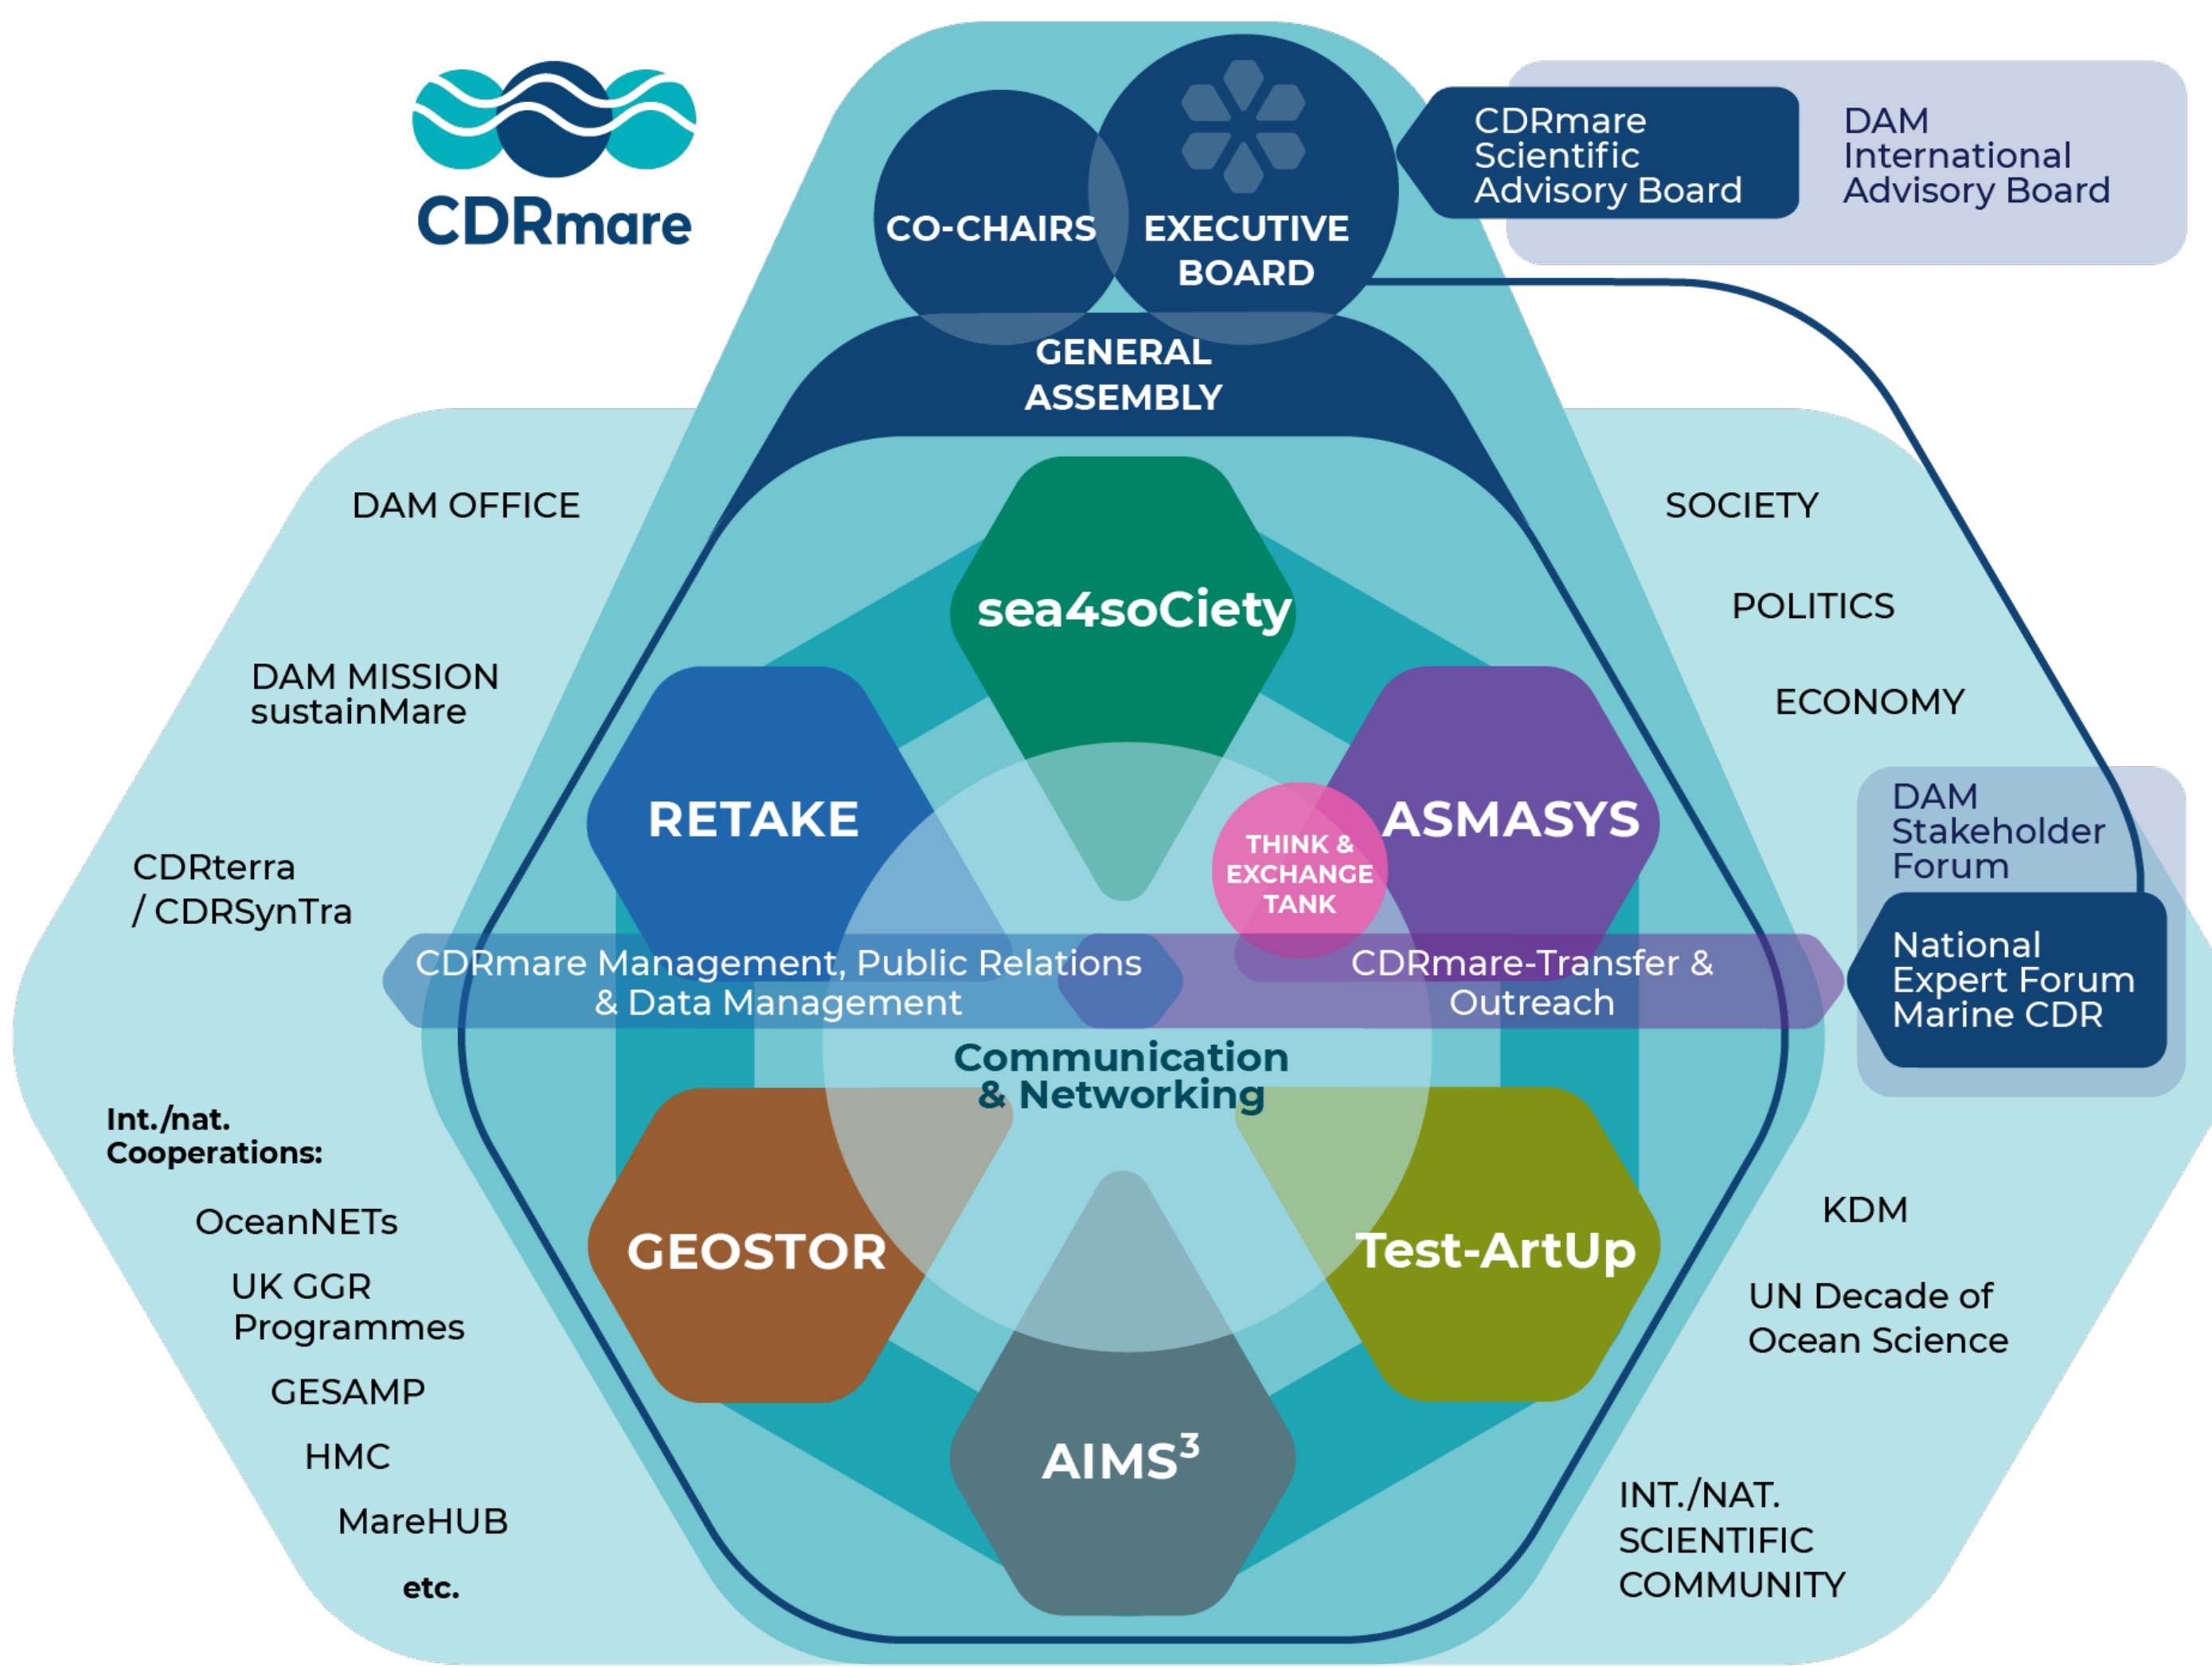 CDRmare
CO-CHAIRS
EXECUTIVE
BOARD
CDRmare
Scientific
Advisory Board
DAM
International
Advisory Board
GENERAL
ASSEMBLY
DAM OFFICE
DAM MISSION
sustainMare
CDRterra
/ CDRSynTra
Int./nat.
Cooperations:
OceanNETs
UK GGR
Programmes
GESAMP
HMC
MareHUB
etc.
sea4soCiety
RETAKE
ASMASYS
THINK &
EXCHANGE
TANK
CDRmare Management, Public Relations
& Data Management
CDRmare-Transfer &
Outreach
Communication
& Networking
GEOSTOR
Test-ArtUp
AIMS³
SOCIETY
POLITICS
ECONOMY
DAM
Stakeholder
Forum
National
Expert Forum
Marine CDR
KDM
UN Decade of
Ocean Science
INT./NAT.
SCIENTIFIC
COMMUNITY